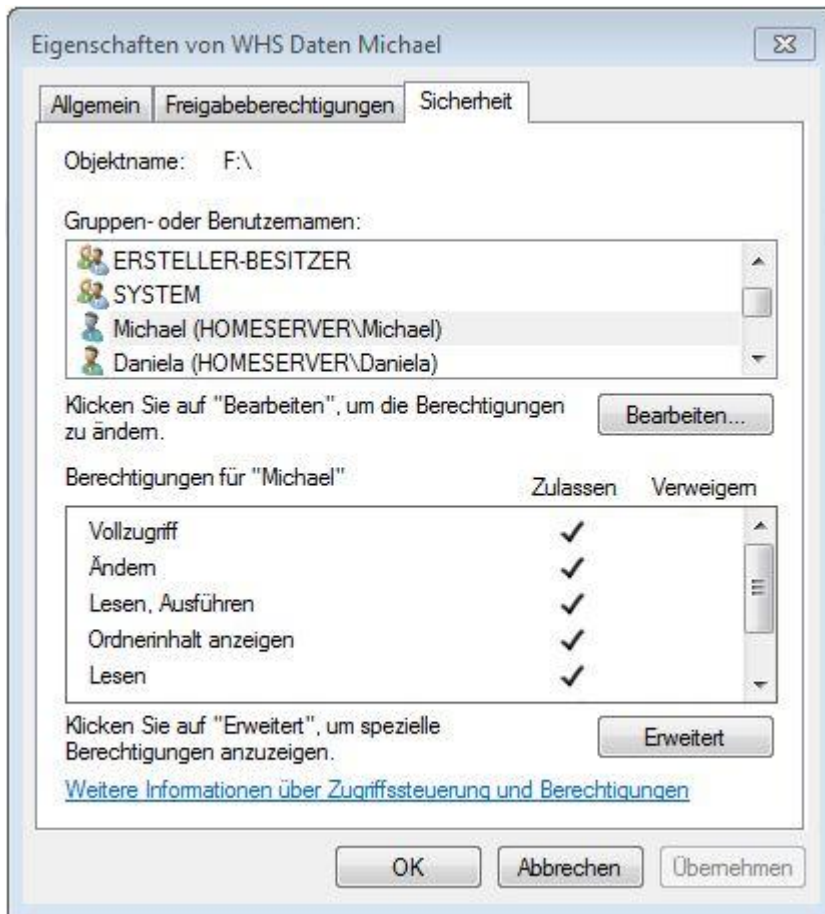 Eigenschaften von WHS Daten Michael
Allgemein Freigabeberechtigungen Sicherheit
Objektname: F:\
Gruppen- oder Benutzernamen:
ERSTELLER-BESITZER
SYSTEM
Michael (HOMESERVER\Michael)
Daniela (HOMESERVER\Daniela)
Klicken Sie auf "Bearbeiten", um die Berechtigungen
zu ändern.
Bearbeiten...
Berechtigungen für "Michael" Zulassen Verweigern
Vollzugriff
Ändern
Lesen, Ausführen
Ordnerinhalt anzeigen
Lesen
Klicken Sie auf "Erweitert", um spezielle
Berechtigungen anzuzeigen.
Erweitert
Weitere Informationen über Zugriffssteuerung und Berechtigungen
OK Abbrechen Übernehmen